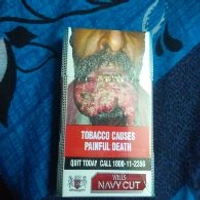 TOBACCO CAUSES
PAINFUL DEATH
QUIT TODAY CALL 1800-11-2356
WILLS
NAVY CUT